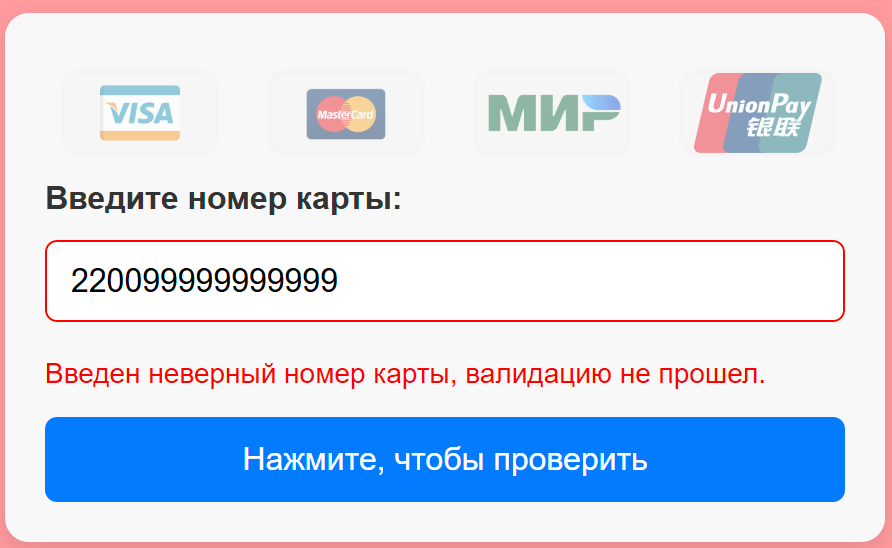 VISA MasterCard МИР UnionPay
银联
Введите номер карты:
220099999999999
Введен неверный номер карты, валидацию не прошел.
Нажмите, чтобы проверить